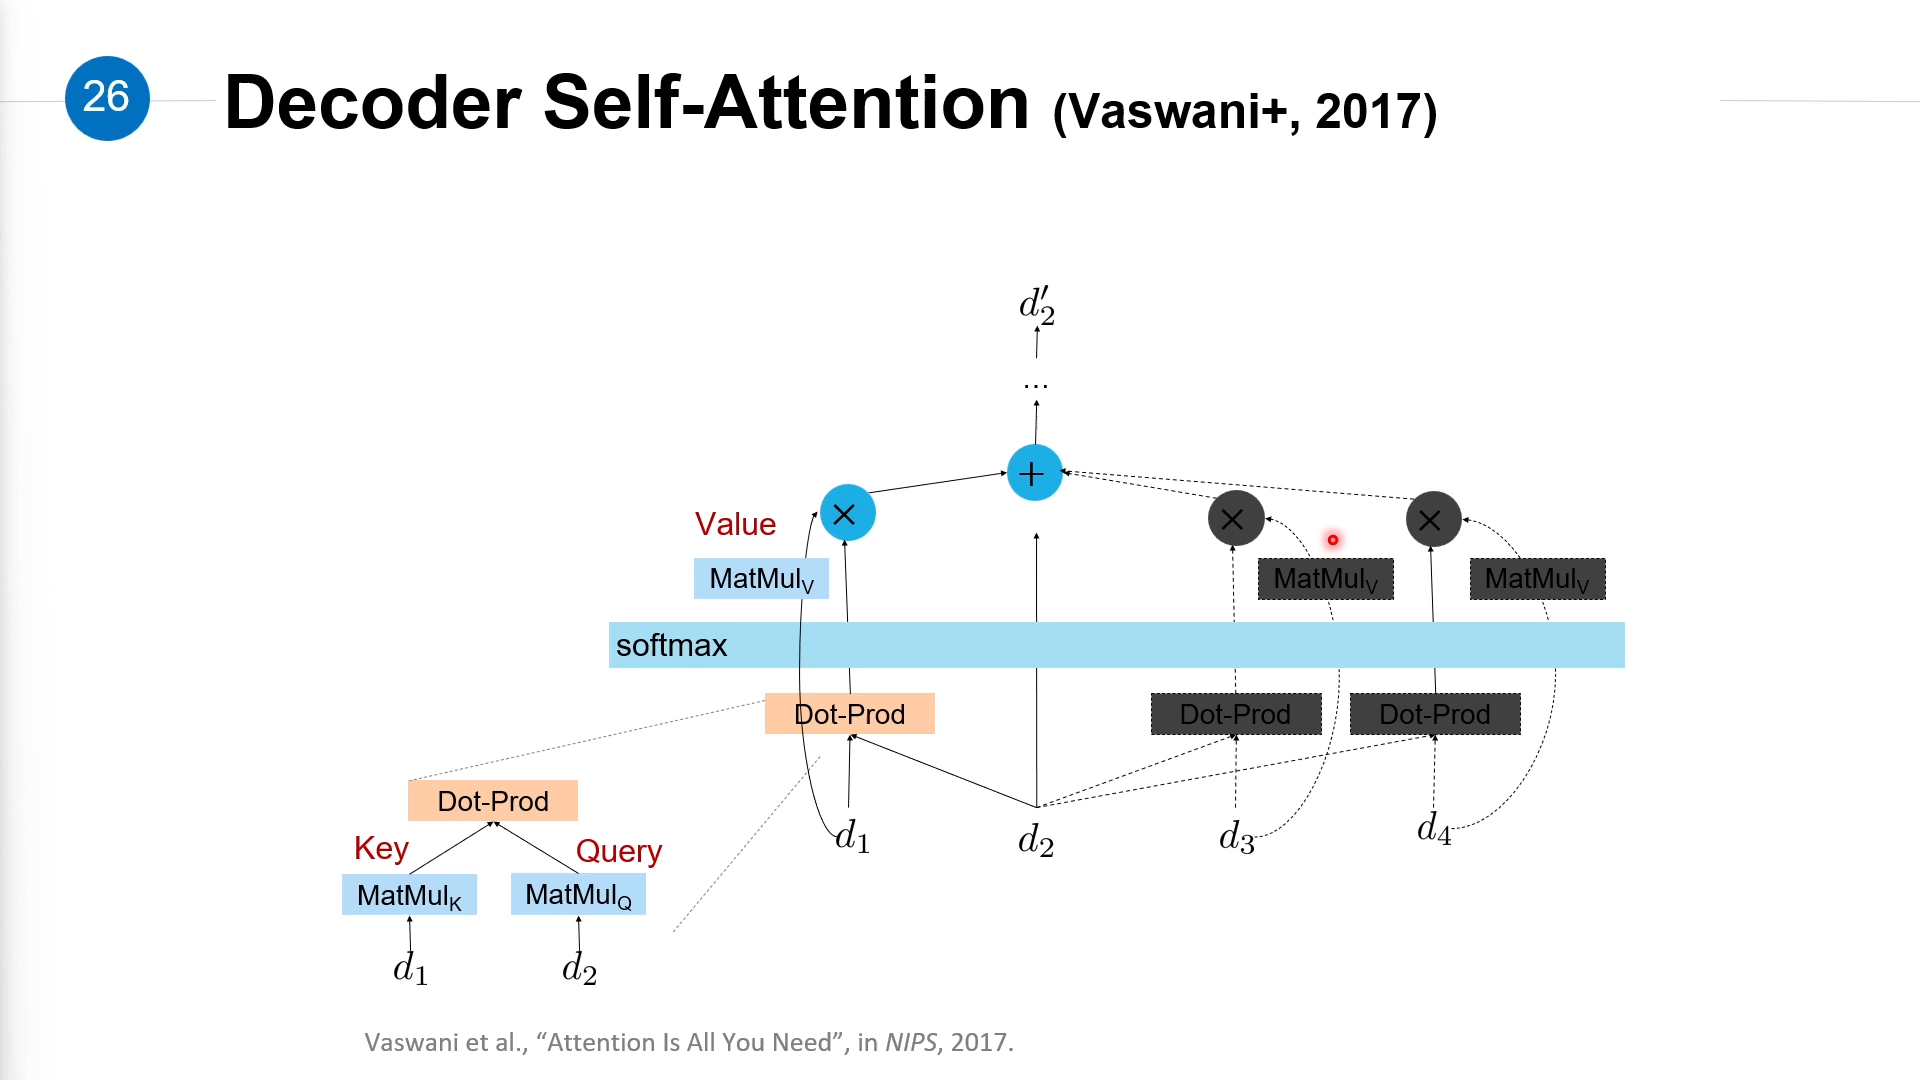 26
Decoder Self-Attention (Vaswani+, 2017)
d′₂
...
+
Value
×
×
×
MatMulV
MatMulV
MatMulV
softmax
Dot-Prod
Dot-Prod
Dot-Prod
Dot-Prod
d₁
d₂
d₃
d₄
Key
Query
MatMulK
MatMulQ
d₁
d₂
Vaswani et al., “Attention Is All You Need”, in NIPS, 2017.